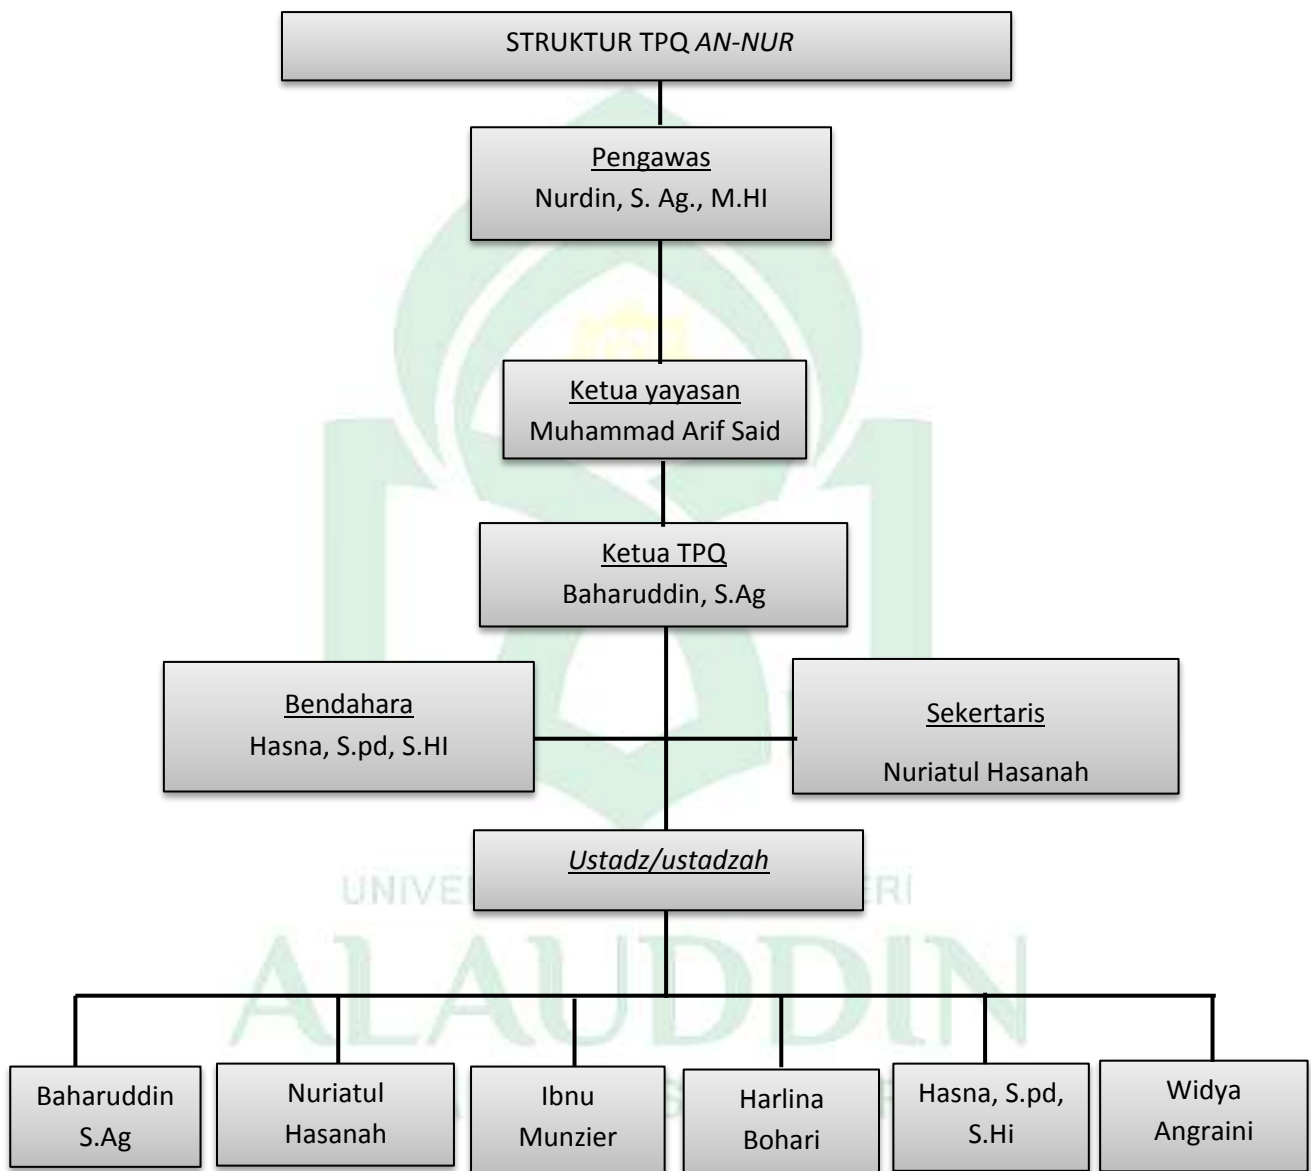 STRUKTUR TPQ AN-NUR
Pengawas
Nurdin, S. Ag., M.HI
Ketua yayasan
Muhammad Arif Said
Ketua TPQ
Baharuddin, S.Ag
Bendahara
Hasna, S.pd, S.HI
Sekertaris
Nuriatul Hasanah
Ustadz/ustadzah
ALAUDDIN
Baharuddin
S.Ag
Nuriatul
Hasanah
Ibnu
Munzier
Harlina
Bohari
Hasna, S.pd,
S.Hi
Widya
Angraini